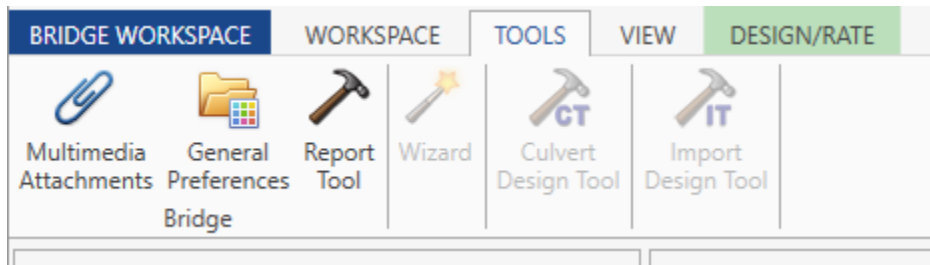 BRIDGE WORKSPACE WORKSPACE TOOLS VIEW DESIGN/RATE
Multimedia Attachments
General Preferences
Report Tool
Wizard
CT
Culvert Design Tool
IT
Import Design Tool
Bridge